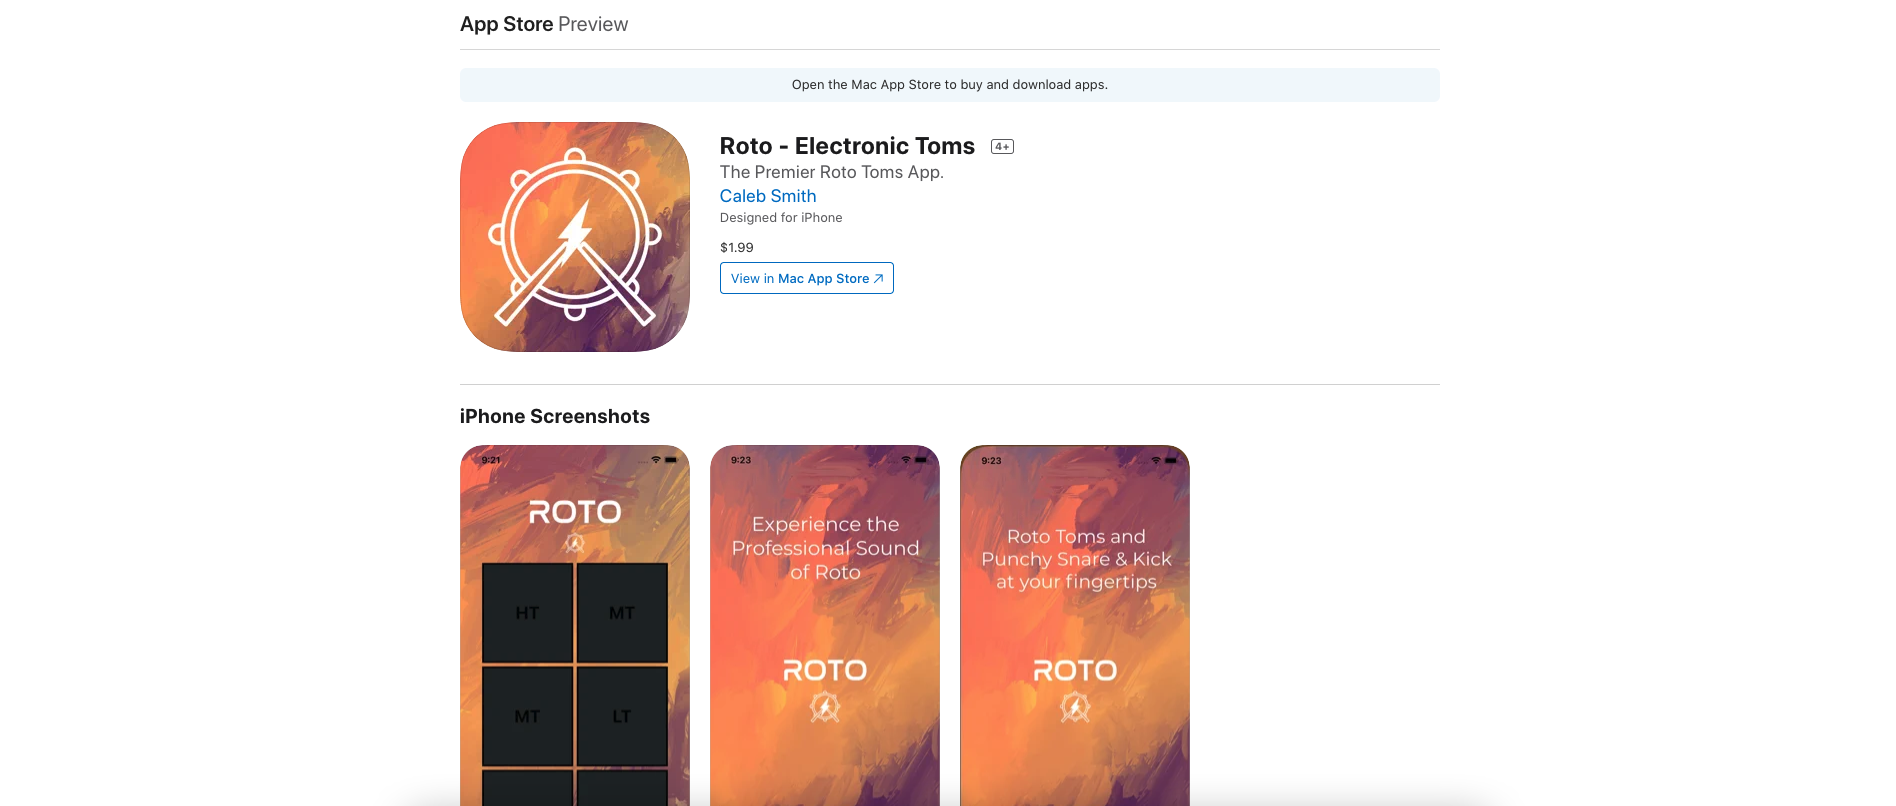 App Store Preview
Open the Mac App Store to buy and download apps.
Roto - Electronic Toms 4+
The Premier Roto Toms App.
Caleb Smith
Designed for iPhone
$1.99
View in Mac App Store
iPhone Screenshots
9:21
ROTO
HT MT
MT LT
9:23
Experience the
Professional Sound
of Roto
ROTO
9:23
Roto Toms and
Punchy Snare & Kick
at your fingertips
ROTO